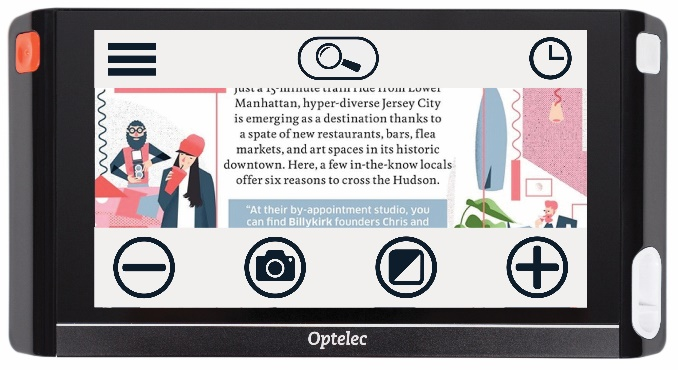 Just a 15-minute train ride from Lower
Manhattan, hyper-diverse Jersey City
is emerging as a destination thanks to
a spate of new restaurants, bars, flea
markets, and art spaces in its historic
downtown. Here, a few in-the-know locals
offer six reasons to cross the Hudson.
“At their by-appointment studio, you
can find Billykirk founders Chris and
Optelec